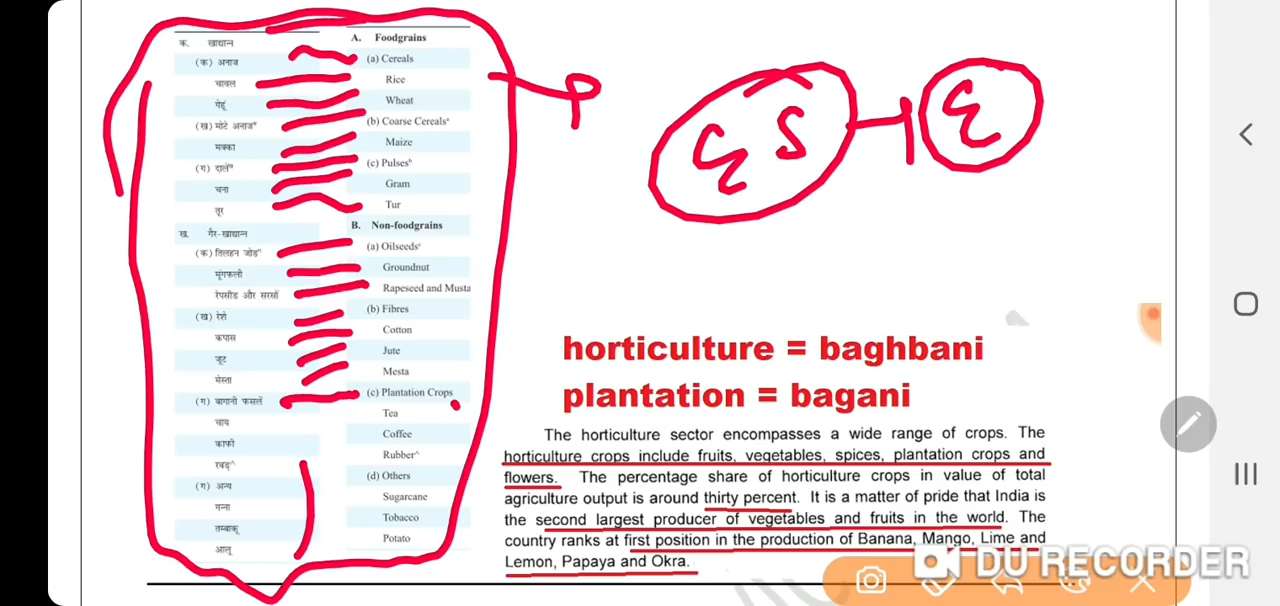 क. खाद्यान्न
(क) अनाज
चावल
गेहूं
(ख) मोटे अनाज"
मक्का
(ग) दालें"
चना
तूर
ख. गैर-खाद्यान्न
(क) तिलहन जोड़"
मूंगफली
रेपसीड और सरसों
(ख) रेशे
कपास
जूट
मेस्ता
(ग) बागानी फसलें
चाय
काफी
रबड़^
(ग) अन्य
गन्ना
तम्बाकू
आलू
A. Foodgrains
(a) Cereals
Rice
Wheat
(b) Coarse Cerealsᵃ
Maize
(c) Pulsesᵇ
Gram
Tur
B. Non-foodgrains
(a) Oilseedsᶜ
Groundnut
Rapeseed and Musta
(b) Fibres
Cotton
Jute
Mesta
(c) Plantation Crops
Tea
Coffee
Rubber^
(d) Others
Sugarcane
Tobacco
Potato
P
ES
E
horticulture = baghbani
plantation = bagani
The horticulture sector encompasses a wide range of crops. The
horticulture crops include fruits, vegetables, spices, plantation crops and
flowers. The percentage share of horticulture crops in value of total
agriculture output is around thirty percent. It is a matter of pride that India is
the second largest producer of vegetables and fruits in the world. The
country ranks at first position in the production of Banana, Mango, Lime and
Lemon, Papaya and Okra.
DU RECORDER